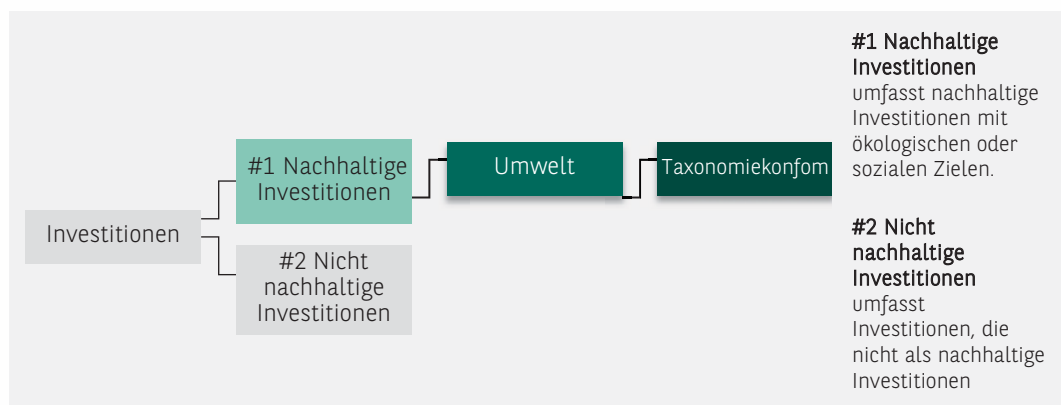 Investitionen
#1 Nachhaltige
Investitionen
#2 Nicht
nachhaltige
Investitionen
Umwelt
Taxonomiekonfom
#1 Nachhaltige
Investitionen
umfasst nachhaltige
Investitionen mit
ökologischen oder
sozialen Zielen.
#2 Nicht
nachhaltige
Investitionen
umfasst
Investitionen, die
nicht als nachhaltige
Investitionen